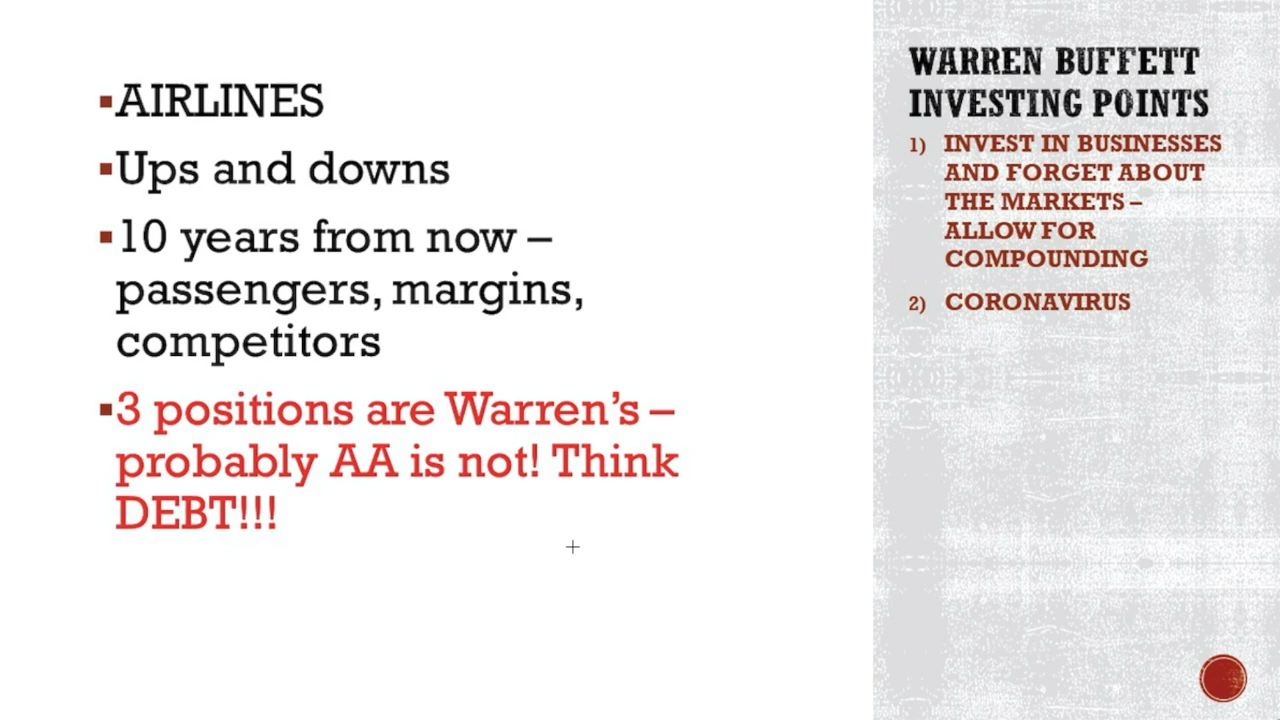 ▪AIRLINES
▪Ups and downs
▪10 years from now –
passengers, margins,
competitors
▪3 positions are Warren’s –
probably AA is not! Think
DEBT!!!
WARREN BUFFETT
INVESTING POINTS
1) INVEST IN BUSINESSES
AND FORGET ABOUT
THE MARKETS –
ALLOW FOR
COMPOUNDING
2) CORONAVIRUS